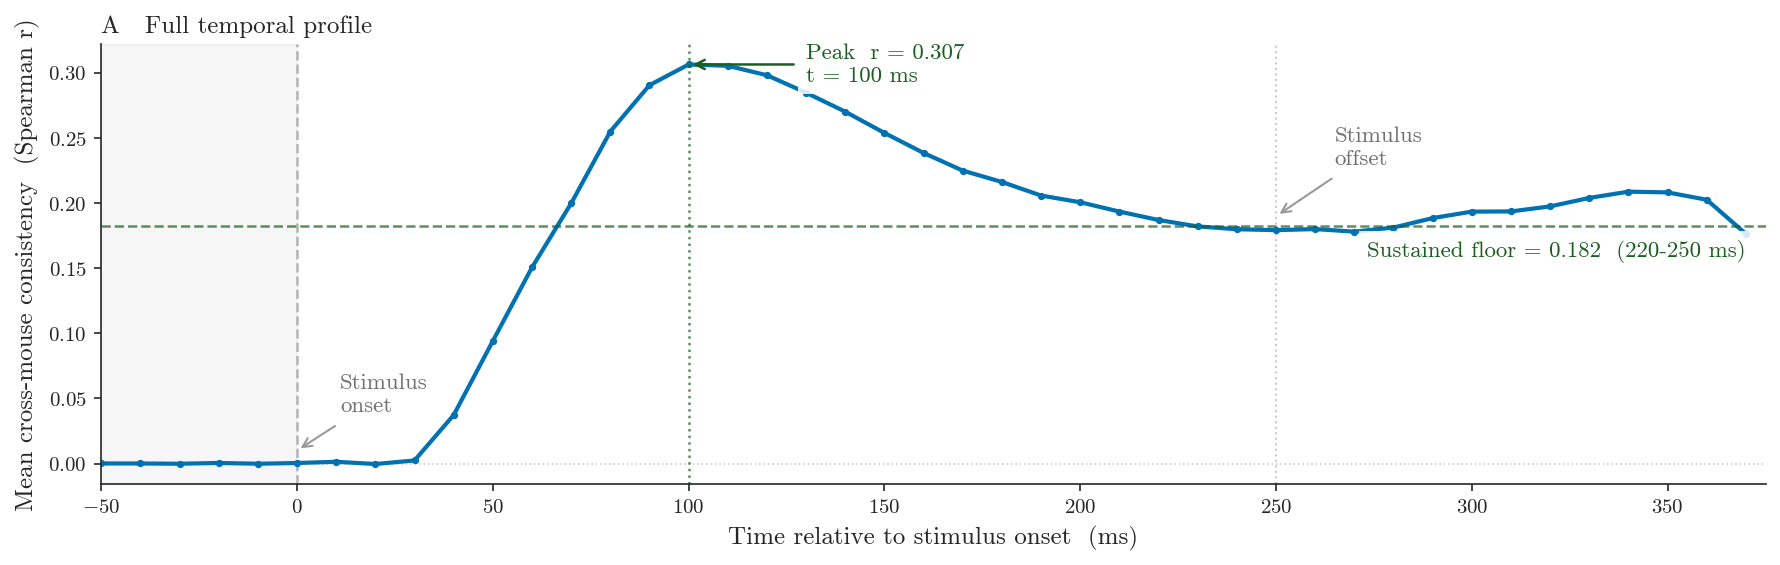 A Full temporal profile
Mean cross-mouse consistency (Spearman r)
0.30
0.25
0.20
0.15
0.10
0.05
0.00
Peak r = 0.307
t = 100 ms
Stimulus
offset
Sustained floor = 0.182 (220-250 ms)
Stimulus
onset
−50 0 50 100 150 200 250 300 350
Time relative to stimulus onset (ms)